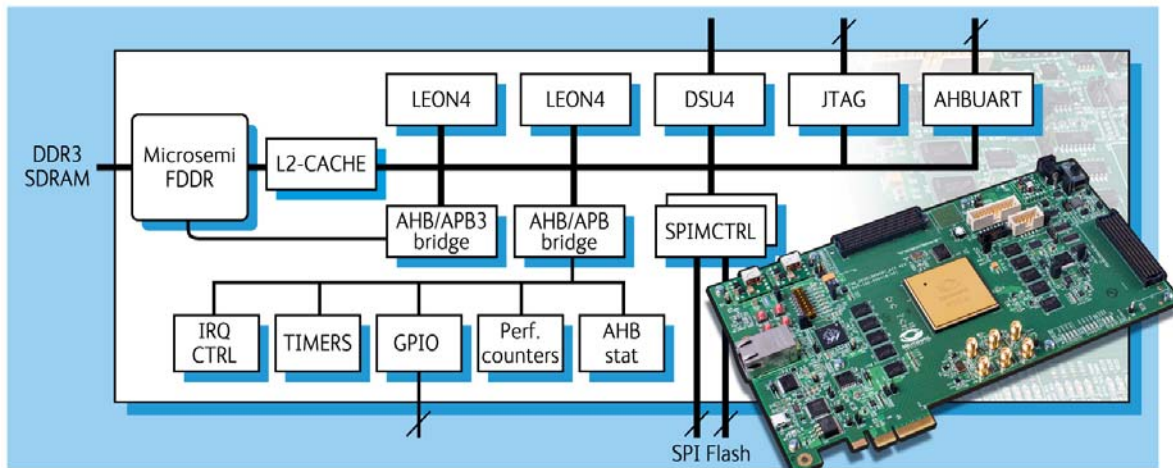 LEON4
LEON4
DSU4
JTAG
AHBUART
DDR3
SDRAM
Microsemi
FDDR
L2-CACHE
AHB/APB3
bridge
AHB/APB
bridge
SPIMCTRL
IRQ
CTRL
TIMERS
GPIO
Perf.
counters
AHB
stat
SPI Flash